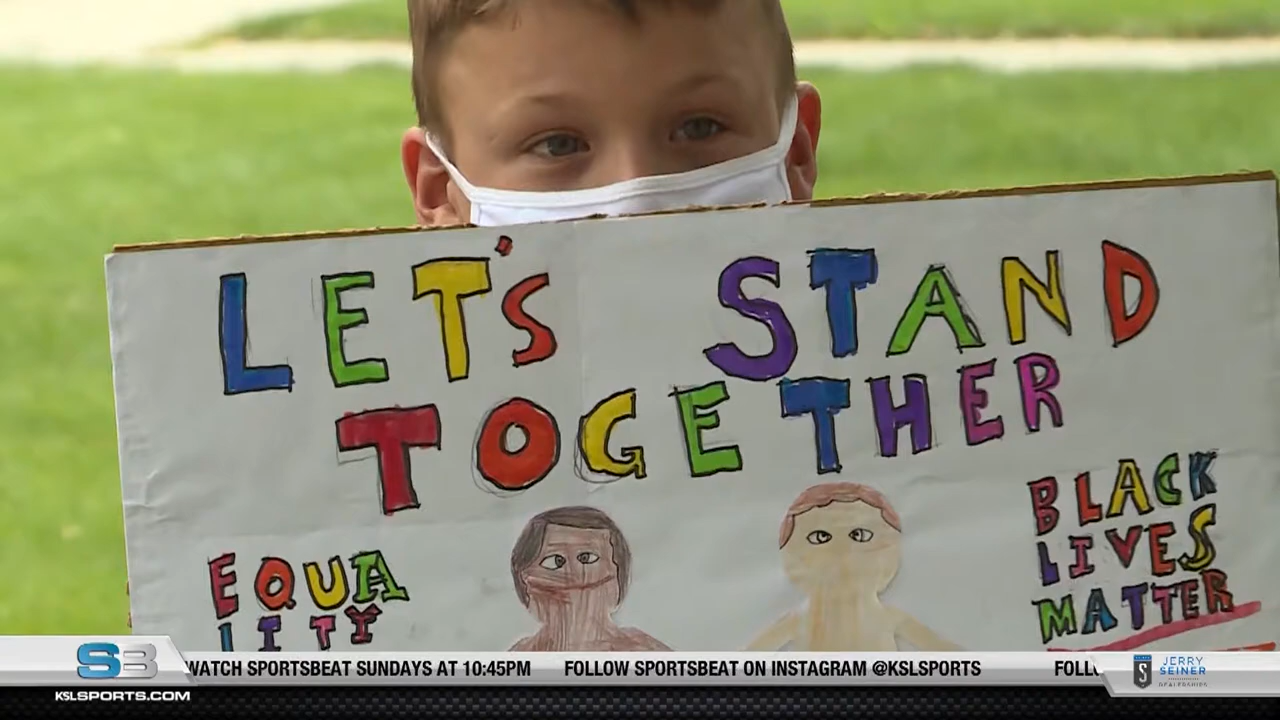 LET'S STAND
TOGETHER
EQUA
LITY
BLACK
LIVES
MATTER
SB
WATCH SPORTSBEAT SUNDAYS AT 10:45PM FOLLOW SPORTSBEAT ON INSTAGRAM @KSLSPORTS
KSLSPORTS.COM
JERRY
SEINER
DEALERSHIPS